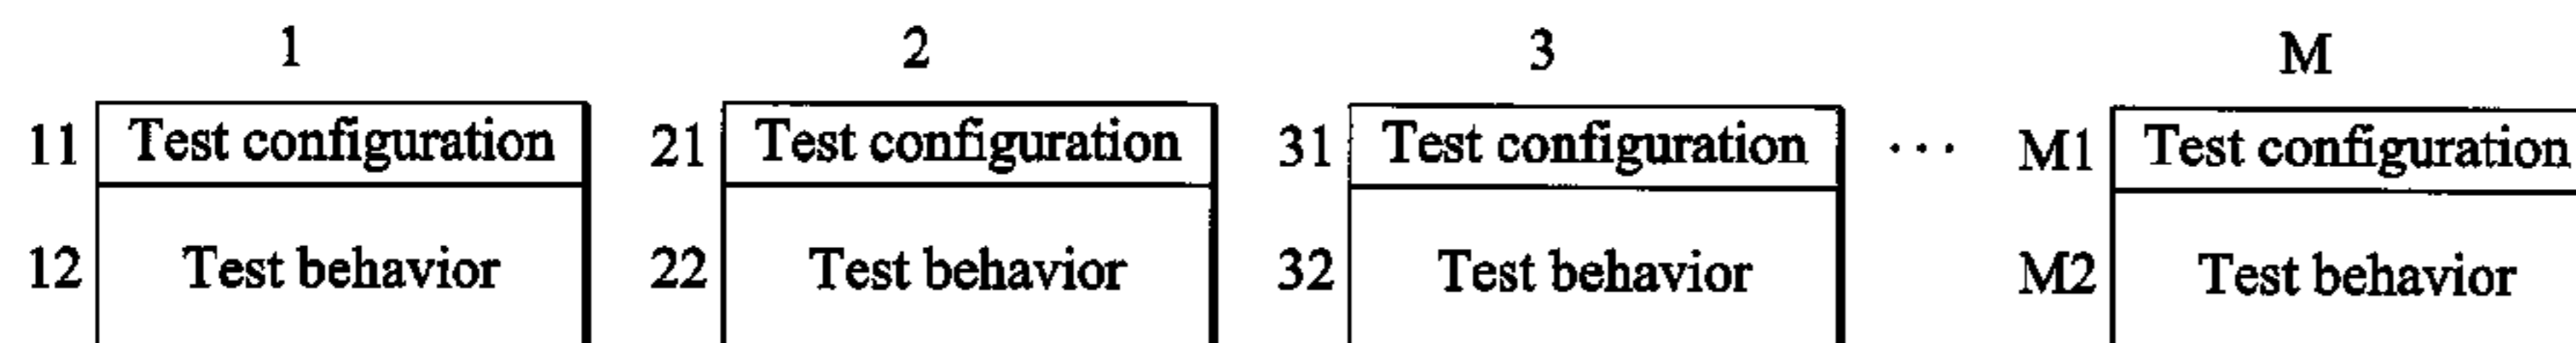 1 2 3 M
11 Test configuration 21 Test configuration 31 Test configuration ··· M1 Test configuration
12 Test behavior 22 Test behavior 32 Test behavior M2 Test behavior